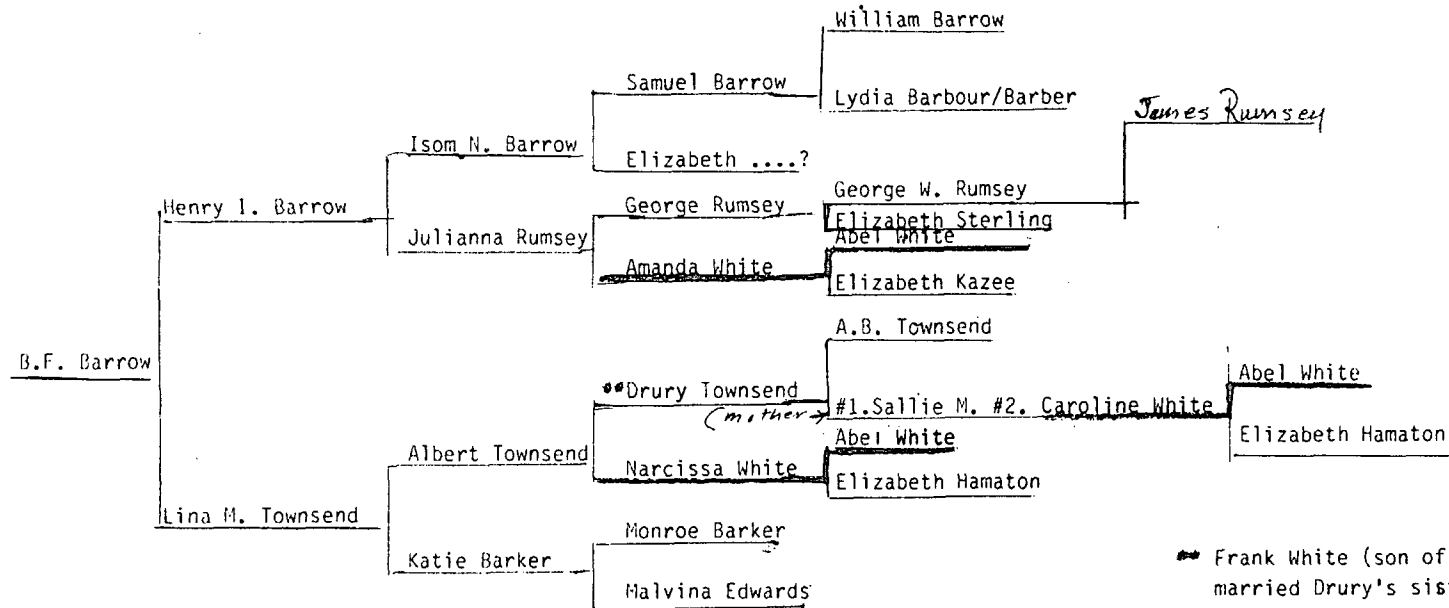 William Barrow
Samuel Barrow
Lydia Barbour/Barber
James Rumsey
Isom N. Barrow
Elizabeth ....?
George W. Rumsey
Henry I. Barrow
George Rumsey
Elizabeth Sterling
Julianna Rumsey
Abel White
Amanda White
Elizabeth Kazee
A.B. Townsend
B.F. Barrow
Abel White
**Drury Townsend
(mother → #1.Sallie M. #2. Caroline White
Abel White
Elizabeth Hamaton
Albert Townsend
Narcissa White
Elizabeth Hamaton
Lina M. Townsend
Monroe Barker
Katie Barker
** Frank White (son of
Malvina Edwards
married Drury's sis